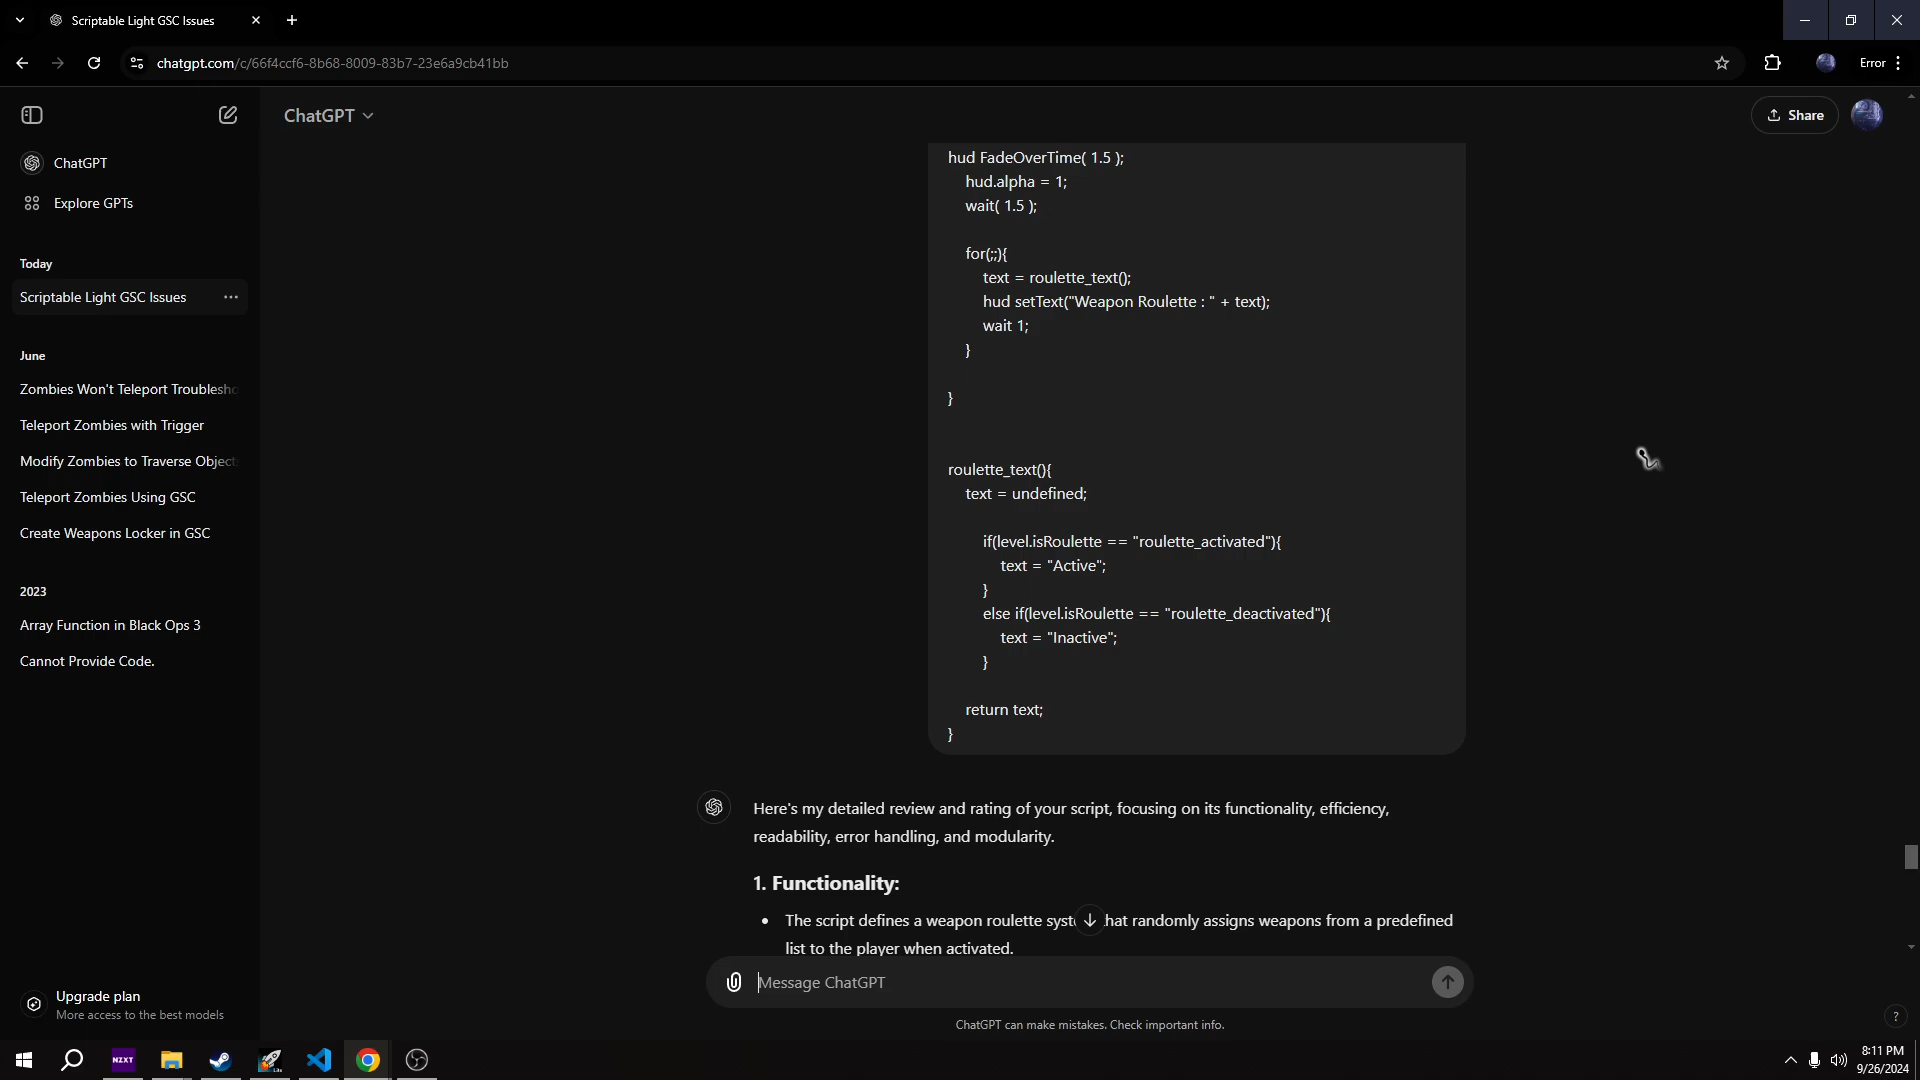 Scriptable Light GSC Issues
chatgpt.com/c/66f4ccf6-8b68-8009-83b7-23e6a9cb41bb
Error
ChatGPT
Share
ChatGPT
Explore GPTs
Today
Scriptable Light GSC Issues
June
Zombies Won't Teleport Troublesho
Teleport Zombies with Trigger
Modify Zombies to Traverse Object
Teleport Zombies Using GSC
Create Weapons Locker in GSC
2023
Array Function in Black Ops 3
Cannot Provide Code.
Upgrade plan
More access to the best models
hud FadeOverTime( 1.5 );
hud.alpha = 1;
wait( 1.5 );
for(;;){
text = roulette_text();
hud setText("Weapon Roulette : " + text);
wait 1;
}
}
roulette_text(){
text = undefined;
if(level.isRoulette == "roulette_activated"){
text = "Active";
}
else if(level.isRoulette == "roulette_deactivated"){
text = "Inactive";
}
return text;
}
Here's my detailed review and rating of your script, focusing on its functionality, efficiency,
readability, error handling, and modularity.
1. Functionality:
The script defines a weapon roulette syst hat randomly assigns weapons from a predefined
list to the player when activated.
Message ChatGPT
ChatGPT can make mistakes. Check important info.
?
NZXT
Lite
8:11 PM
9/26/2024